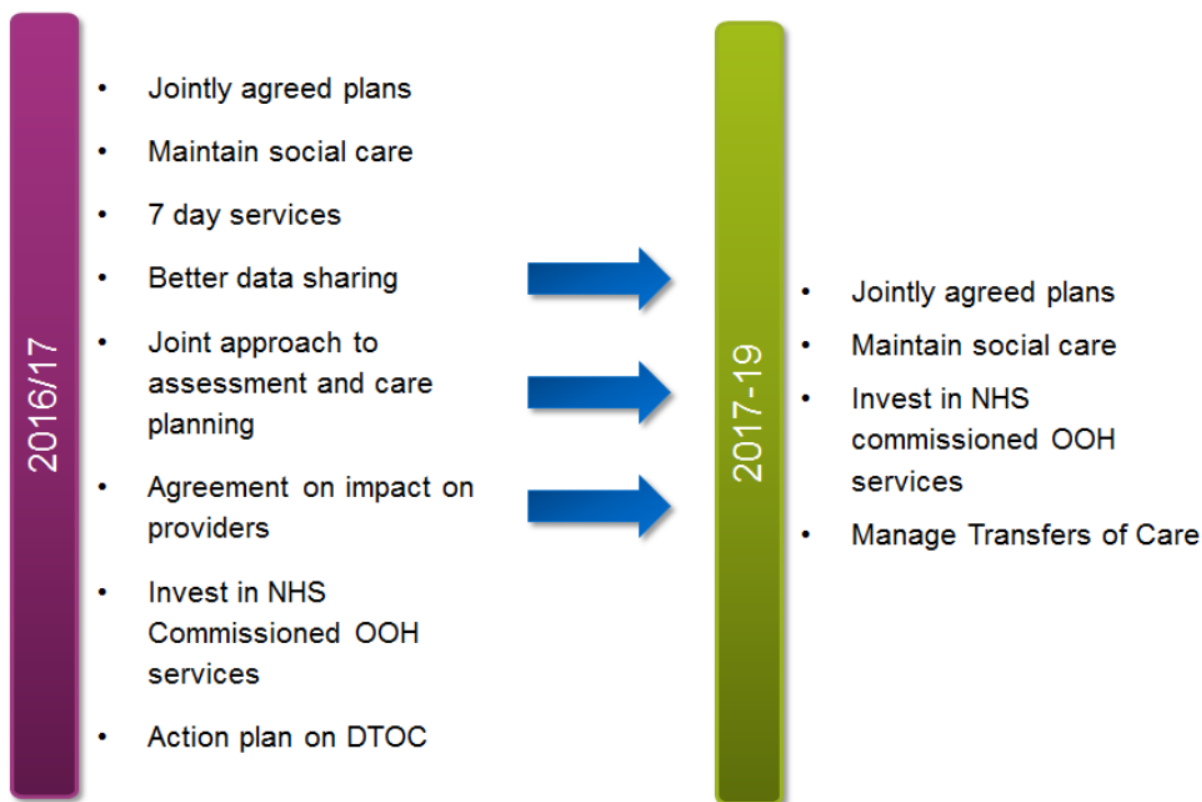 2016/17
• Jointly agreed plans
• Maintain social care
• 7 day services
• Better data sharing
• Joint approach to
assessment and care
planning
• Agreement on impact on
providers
• Invest in NHS
Commissioned OOH
services
• Action plan on DTOC
2017-19
• Jointly agreed plans
• Maintain social care
• Invest in NHS
commissioned OOH
services
• Manage Transfers of Care